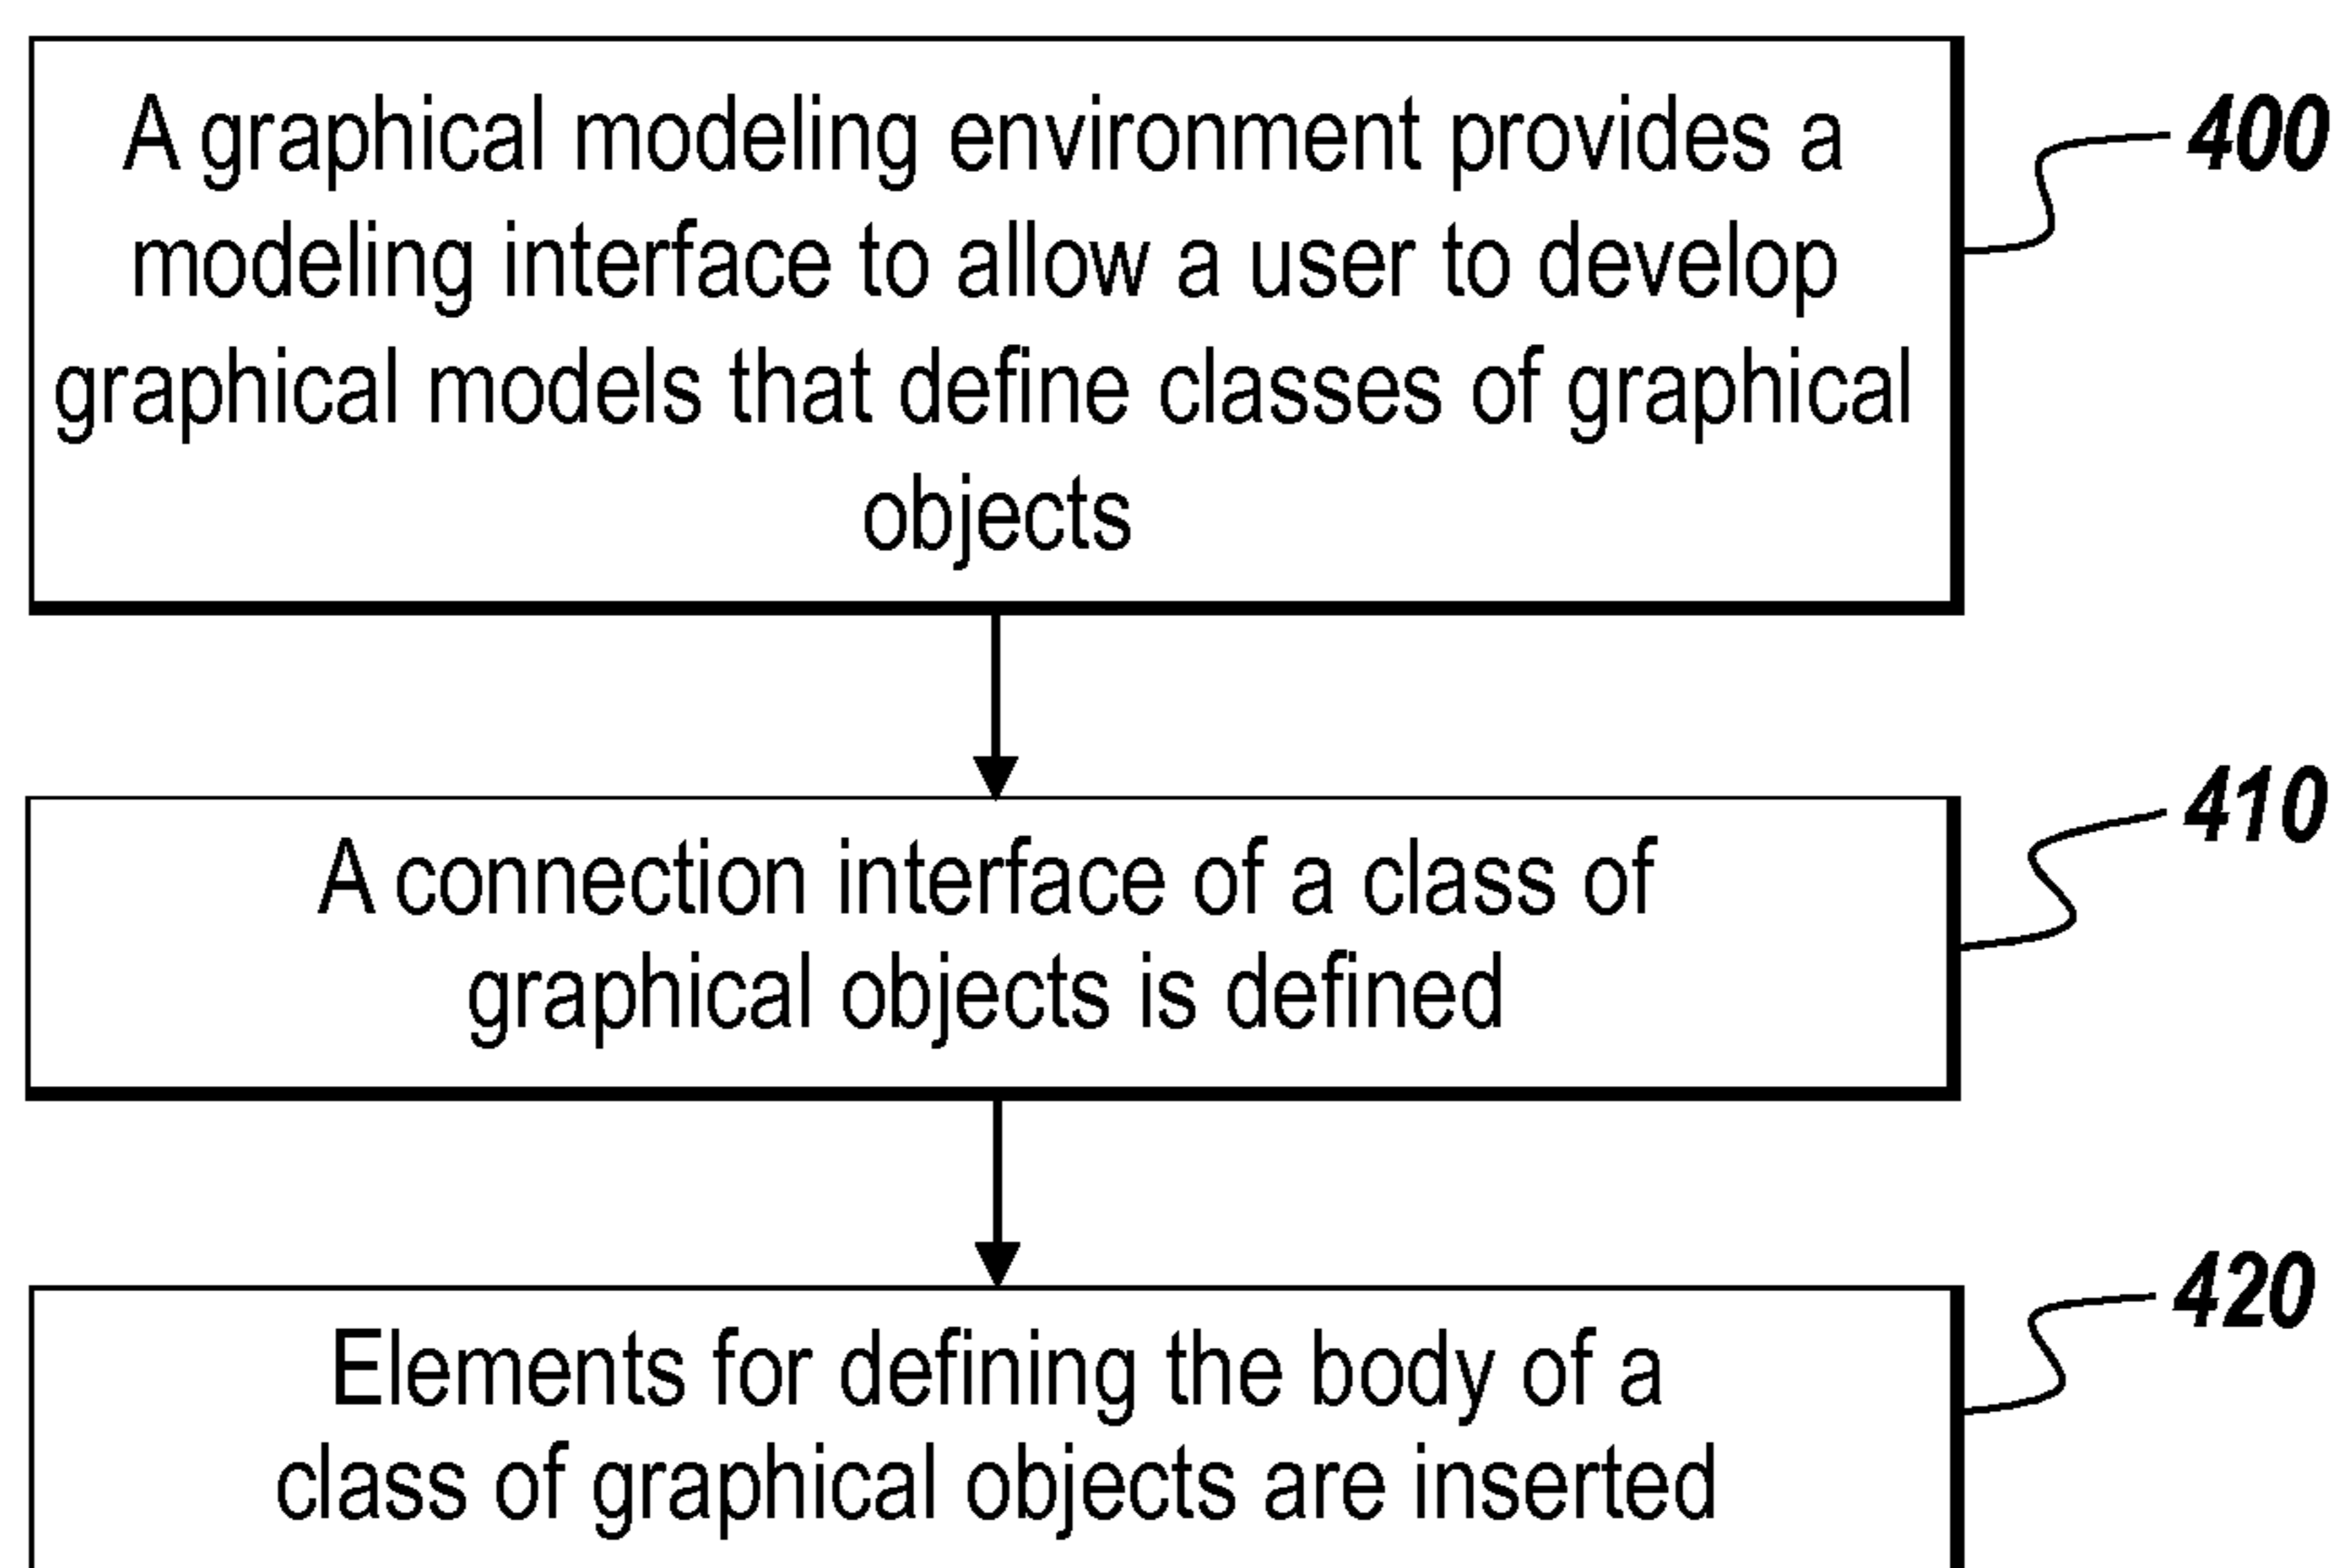 A graphical modeling environment provides a
modeling interface to allow a user to develop
graphical models that define classes of graphical
objects
400
A connection interface of a class of
graphical objects is defined
410
Elements for defining the body of a
class of graphical objects are inserted
420